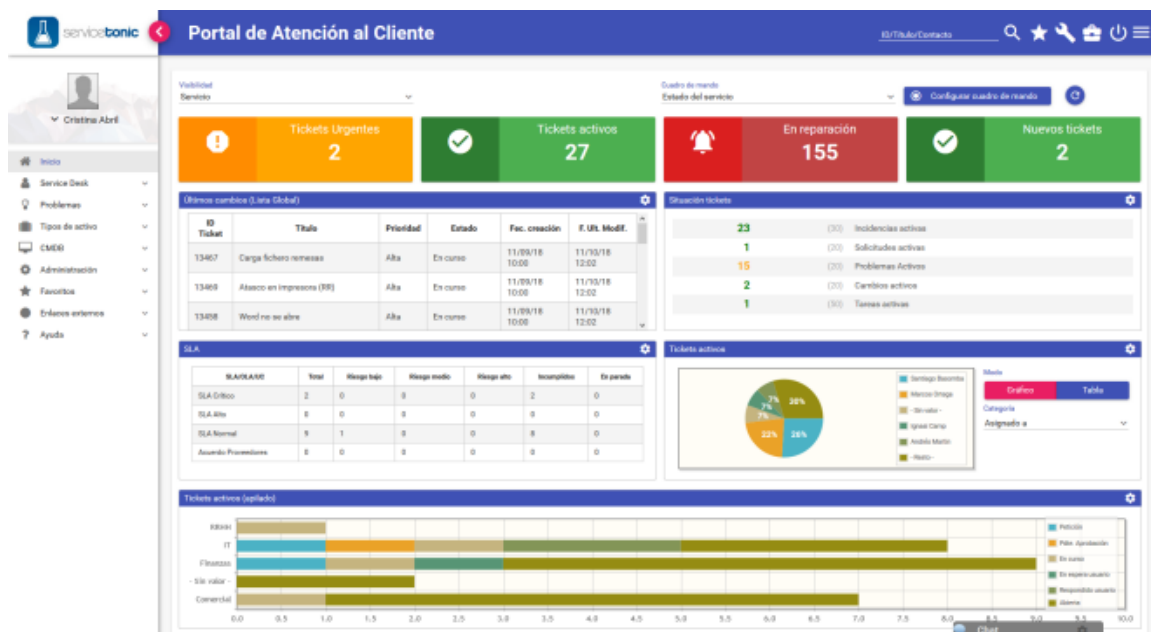 servicetonic
Portal de Atención al Cliente
ID/Título/Contacto
Cristina Abril
Inicio
Service Desk
Problemas
Tipos de activo
CMDB
Administración
Favoritos
Enlaces externos
? Ayuda
Visibilidad
Servicio
Cuadro de mando
Estado del servicio
Configurar cuadro de mando
Tickets Urgentes
2
Tickets activos
27
En reparación
155
Nuevos tickets
2
Últimos cambios (Lista Global)
ID Ticket Título Prioridad Estado Fec. creación F. Ult. Modif.
13467 Carga fichero remesas Alta En curso 11/09/18 10:00 11/10/18 12:02
13460 Atasco en impresora (RR) Alta En curso 11/09/18 10:00 11/10/18 12:02
13458 Word no se abre Alta En curso 11/09/18 10:00 11/10/18 12:02
Situación tickets
23 (30) Incidencias activas
1 (20) Solicitudes activas
15 (20) Problemas Activos
2 (20) Cambios activos
1 (50) Tareas activas
SLA
SLA/OLA/UC Total Riesgo bajo Riesgo medio Riesgo alto Incumplidos En parada
SLA Crítico 2 0 0 0 2 0
SLA Alto 0 0 0 0 0 0
SLA Normal 9 1 0 0 8 0
Acuerdo Proveedores 0 0 0 0 0 0
Tickets activos
7%
7%
7%
30%
22%
26%
Santiago
Marcos Ortega
- Sin valor -
Ignasi Camp
Andrés Martin
- Resto -
Modo
Gráfico Tabla
Categoría
Asignado a
Tickets activos (apilado)
RRHH
IT
Finanzas
- Sin valor -
Comercial
Petición
Pdte. Aprobación
En curso
En espera usuario
Respondido usuario
Abierto
0.0 0.5 1.0 1.5 2.0 2.5 3.0 3.5 4.0 4.5 5.0 5.5 6.0 6.5 7.0 7.5 8.0 8.5 9.0 9.5 10.0
Chat